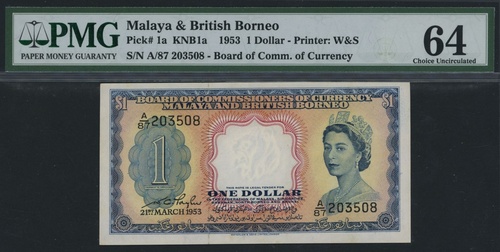 PMG
PAPER MONEY GUARANTY
Malaya & British Borneo
Pick# 1a KNB1a 1953 1 Dollar - Printer: W&S
S/N A/87 203508 - Board of Comm. of Currency
64
Choice Uncirculated
$1 BOARD OF COMMISSIONERS OF CURRENCY $1
MALAYA AND BRITISH BORNEO
A/87 203508
1
ONE DOLLAR
21ST MARCH 1953
A/87 203508